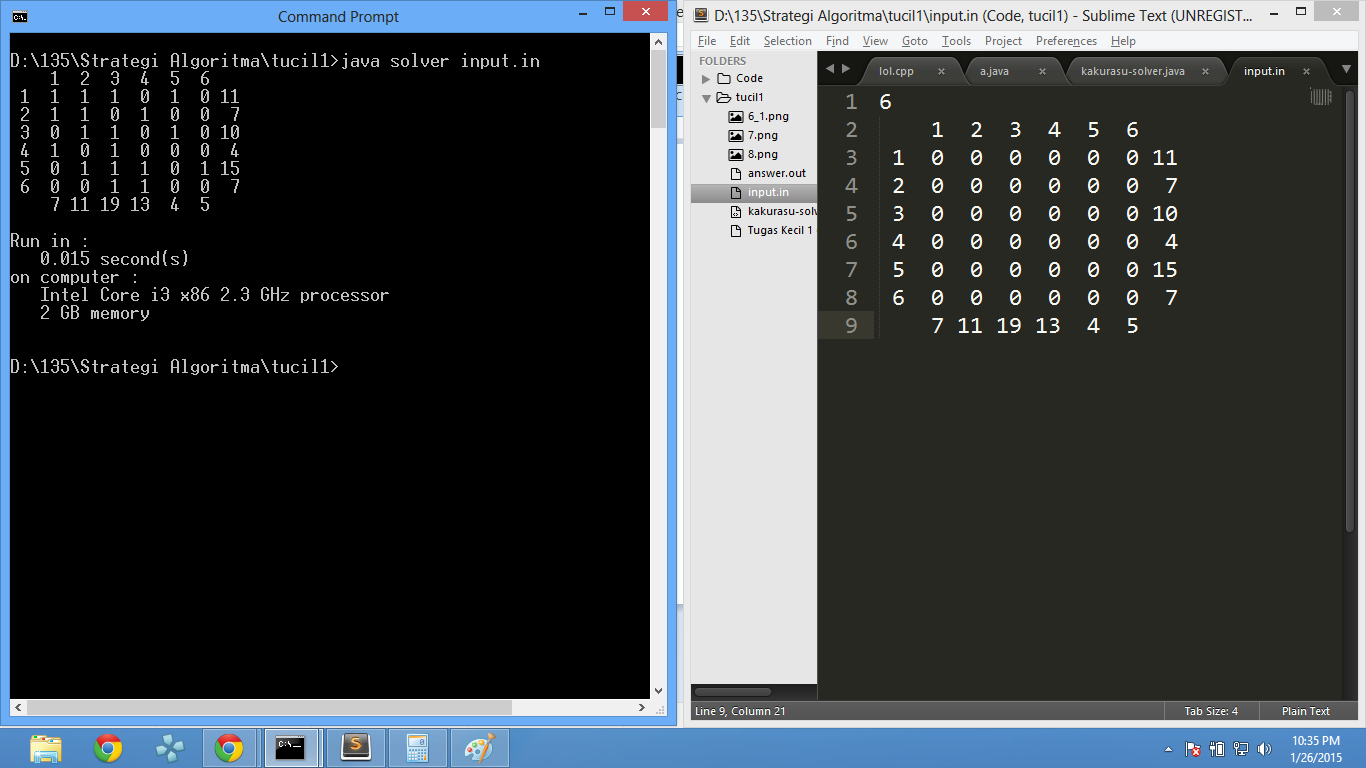 Command Prompt
D:\135\Strategi Algoritma\tucil1>java solver input.in
1 2 3 4 5 6
1 1 1 1 0 1 0 11
2 1 1 0 1 0 0 7
3 0 1 1 0 1 0 10
4 1 0 1 0 0 0 4
5 0 1 1 1 0 1 15
6 0 0 1 1 0 0 7
7 11 19 13 4 5
Run in :
0.015 second(s)
on computer :
Intel Core i3 x86 2.3 GHz processor
2 GB memory
D:\135\Strategi Algoritma\tucil1>
D:\135\Strategi Algoritma\tucil1\input.in (Code, tucil1) - Sublime Text (UNREGIST...
File Edit Selection Find View Goto Tools Project Preferences Help
FOLDERS
Code
tucil1
6_1.png
7.png
8.png
answer.out
input.in
kakurasu-solv
Tugas Kecil 1
lol.cpp × a.java × kakurasu-solver.java × input.in ×
1 6
2 1 2 3 4 5 6
3 1 0 0 0 0 0 0 11
4 2 0 0 0 0 0 0 7
5 3 0 0 0 0 0 0 10
6 4 0 0 0 0 0 0 4
7 5 0 0 0 0 0 0 15
8 6 0 0 0 0 0 0 7
9 7 11 19 13 4 5
Line 9, Column 21 Tab Size: 4 Plain Text
10:35 PM
1/26/2015